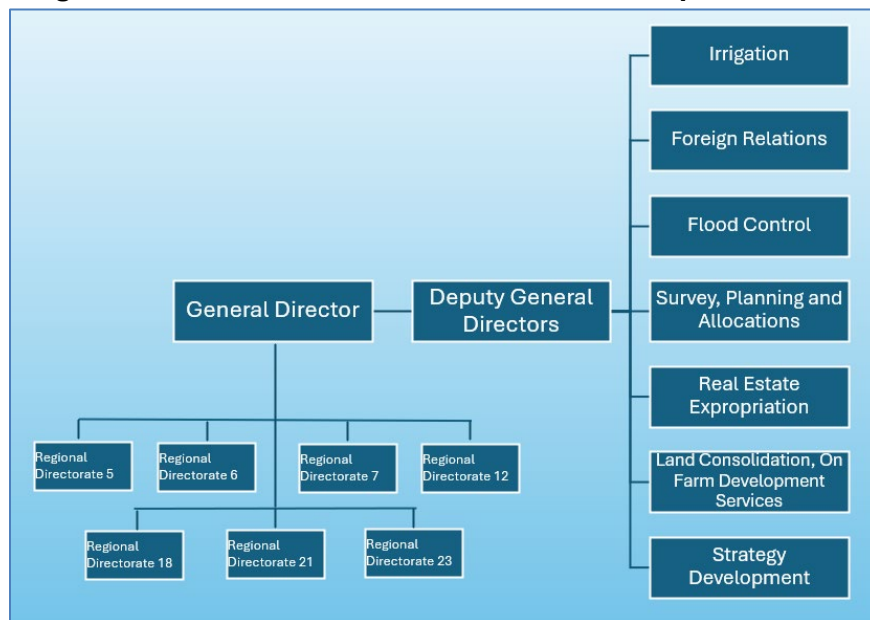 Irrigation
Foreign Relations
Flood Control
General Director
Deputy General
Directors
Survey, Planning and
Allocations
Real Estate
Expropriation
Land Consolidation, On
Farm Development
Services
Strategy
Development
Regional
Directorate 5
Regional
Directorate 6
Regional
Directorate 7
Regional
Directorate 12
Regional
Directorate 18
Regional
Directorate 21
Regional
Directorate 23